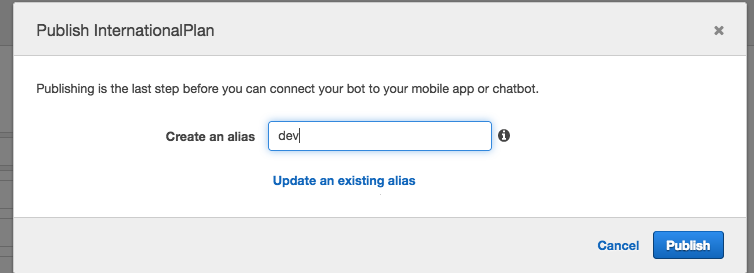 Publish InternationalPlan
×
Publishing is the last step before you can connect your bot to your mobile app or chatbot.
Create an alias dev
Update an existing alias
Cancel Publish